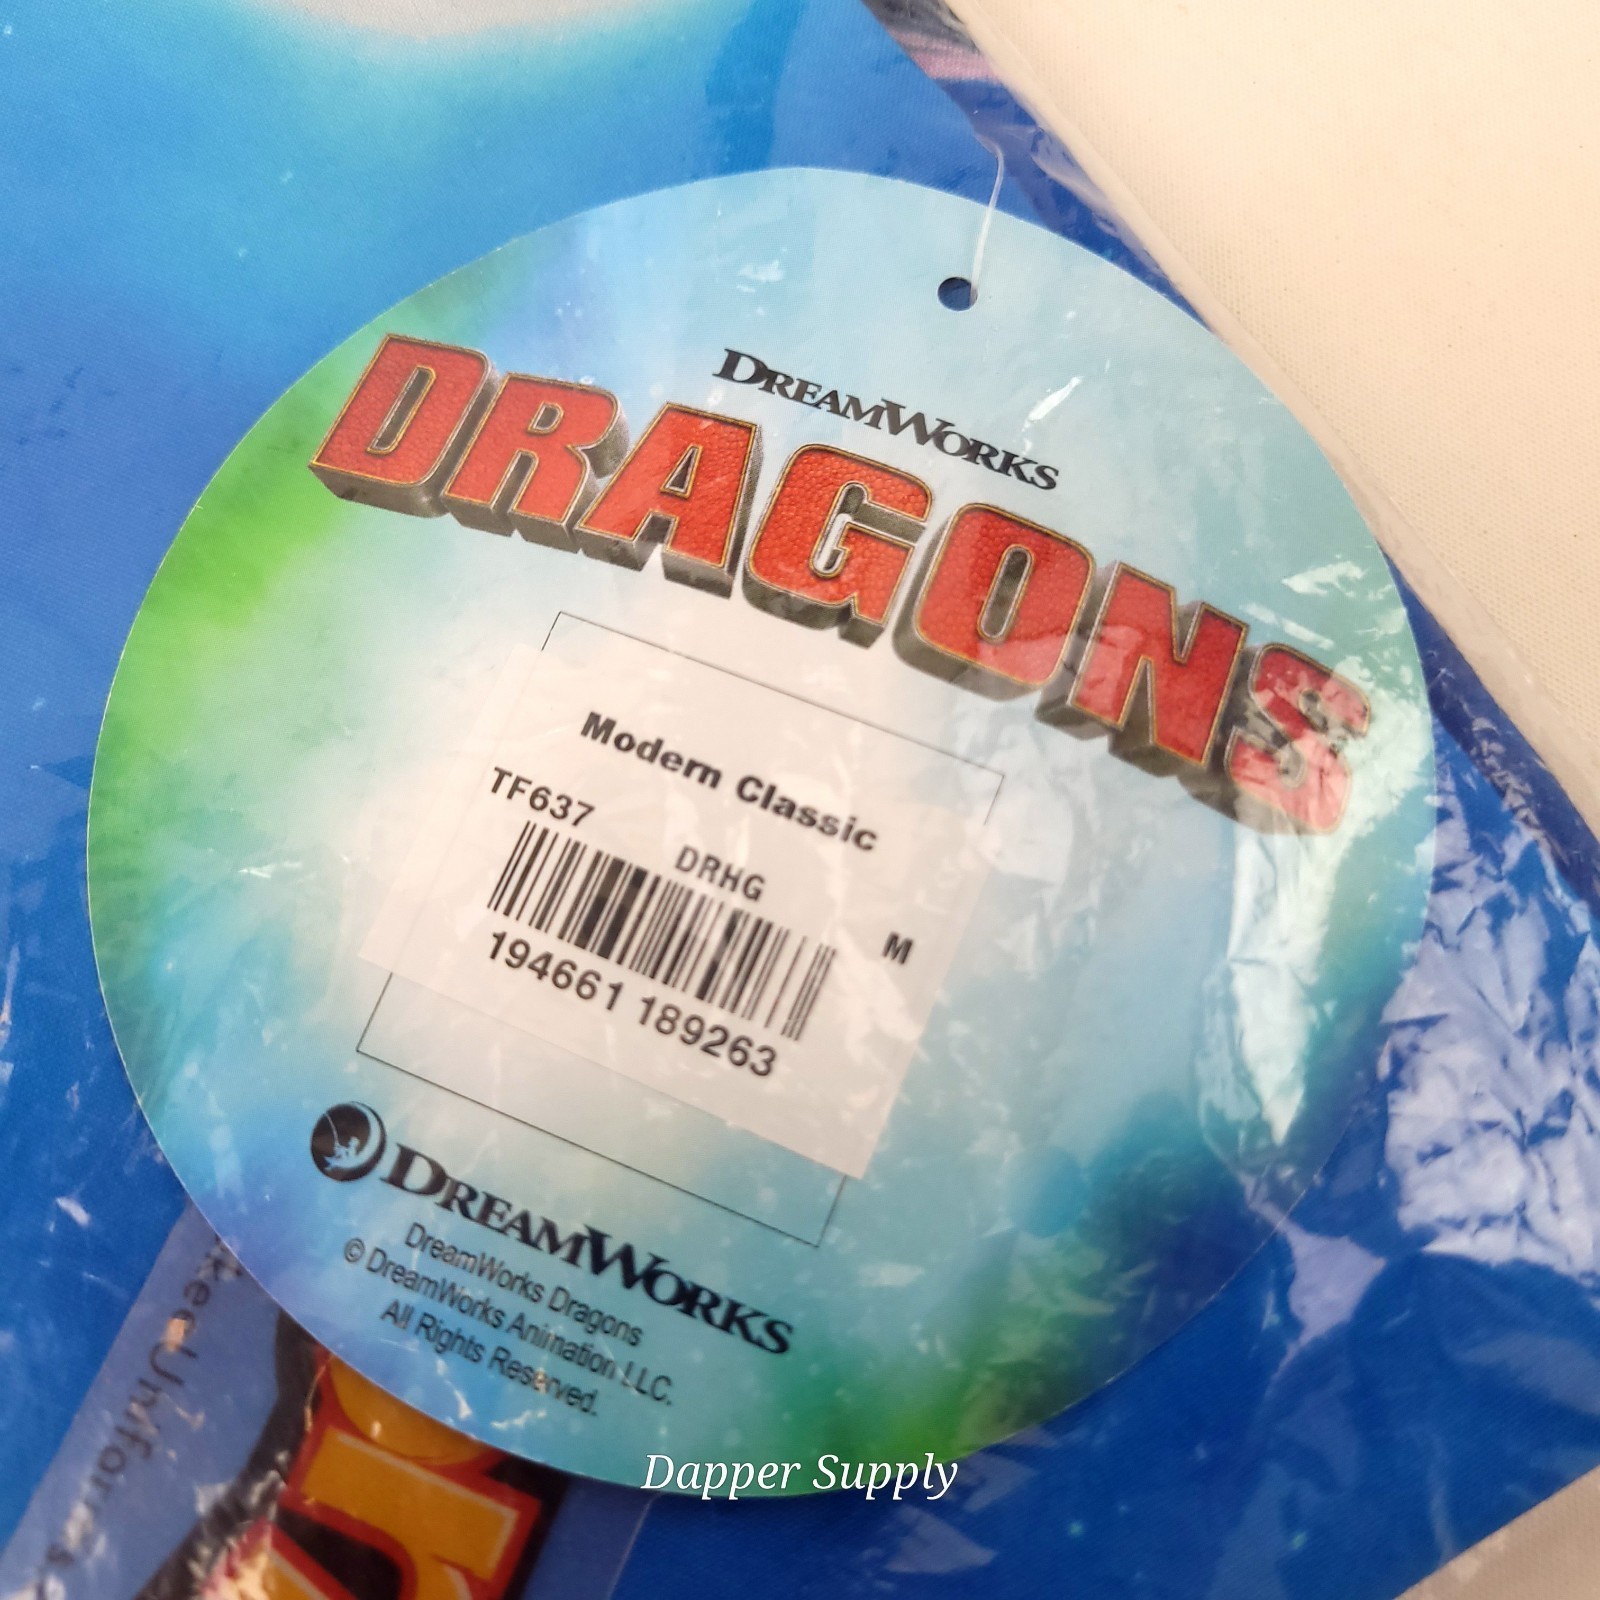 DREAMWORKS
DRAGONS
Modern Classic
TF637
DRHG
M
194661 189263
DREAMWORKS
DreamWorks Dragons
© DreamWorks Animation LLC.
All Rights Reserved.
Dapper Supply